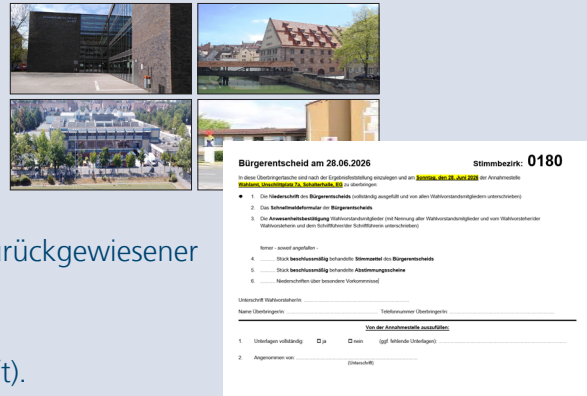 Bürgerentscheid am 28.06.2026 Stimmbezirk: 0180
In diese Überbringertasche sind nach der Ergebnisfeststellung einzulegen und am Sonntag, den 28. Juni 2026 der Annahmestelle
Wahlamt, Unschlittplatz 7a, Schalterhalle, EG zu überbringen:
● 1. Die Niederschrift des Bürgerentscheids (vollständig ausgefüllt und von allen Wahlvorstandsmitgliedern unterschrieben)
2. Das Schnellmeldeformular der Bürgerentscheids
3. Die Anwesenheitsbestätigung Wahlvorstandmitglieder (mit Nennung aller Wahlvorstandmitglieder und vom Wahlvorsteher/der
Wahlvorsteherin und dem Schriftführer/der Schriftführerin unterschrieben)
ferner - soweit angefallen -
4. ......... Stück beschlussmäßig behandelte Stimmzettel des Bürgerentscheids
5. ......... Stück beschlussmäßig behandelte Abstimmungsscheine
6. ......... Niederschriften über besondere Vorkommnisse
urückgewiesener
Unterschrift Wahlvorsteher/in:
Name Überbringer/in: Telefonnummer Überbringer/in:
Von der Annahmestelle auszufüllen:
1. Unterlagen vollständig: ☐ ja ☐ nein (ggf. fehlende Unterlagen):
2. Angenommen von:
(Unterschrift)
t).